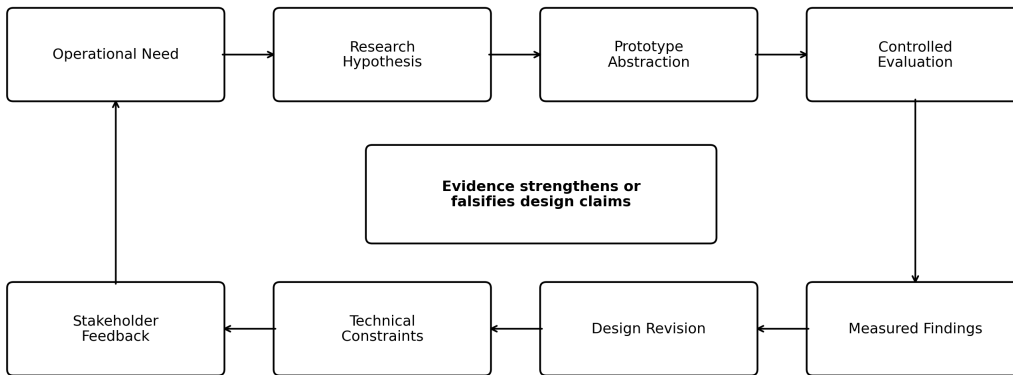 Operational Need
Research
Hypothesis
Prototype
Abstraction
Controlled
Evaluation
Evidence strengthens or
falsifies design claims
Stakeholder
Feedback
Technical
Constraints
Design Revision
Measured Findings